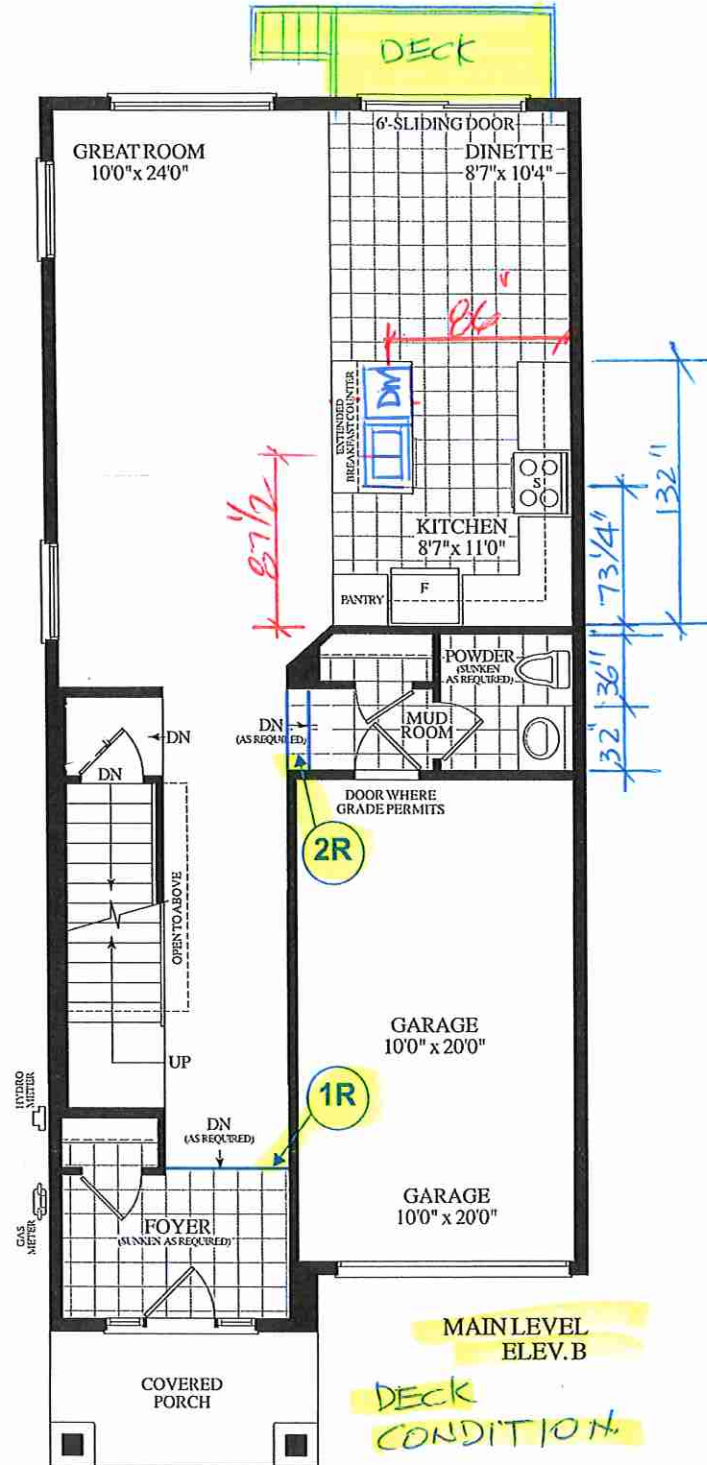 DECK
6'-SLIDING DOOR
GREAT ROOM
10'0" x 24'0"
DINETTE
8'7" x 10'4"
86"
EXTENDED
BREAKFAST COUNTER
DW
S
132"
87 1/2
73 1/4"
KITCHEN
8'7" x 11'0"
PANTRY
F
POWDER
(SUNKEN
AS REQUIRED)
36"
32"
MUD
ROOM
DN
(AS REQUIRED)
DN
DN
DOOR WHERE
GRADE PERMITS
2R
OPEN TO ABOVE
UP
GARAGE
10'0" x 20'0"
1R
HYDRO
METER
DN
(AS REQUIRED)
GAS
METER
FOYER
(SUNKEN AS REQUIRED)
GARAGE
10'0" x 20'0"
MAIN LEVEL
ELEV. B
COVERED
PORCH
DECK
CONDITION.